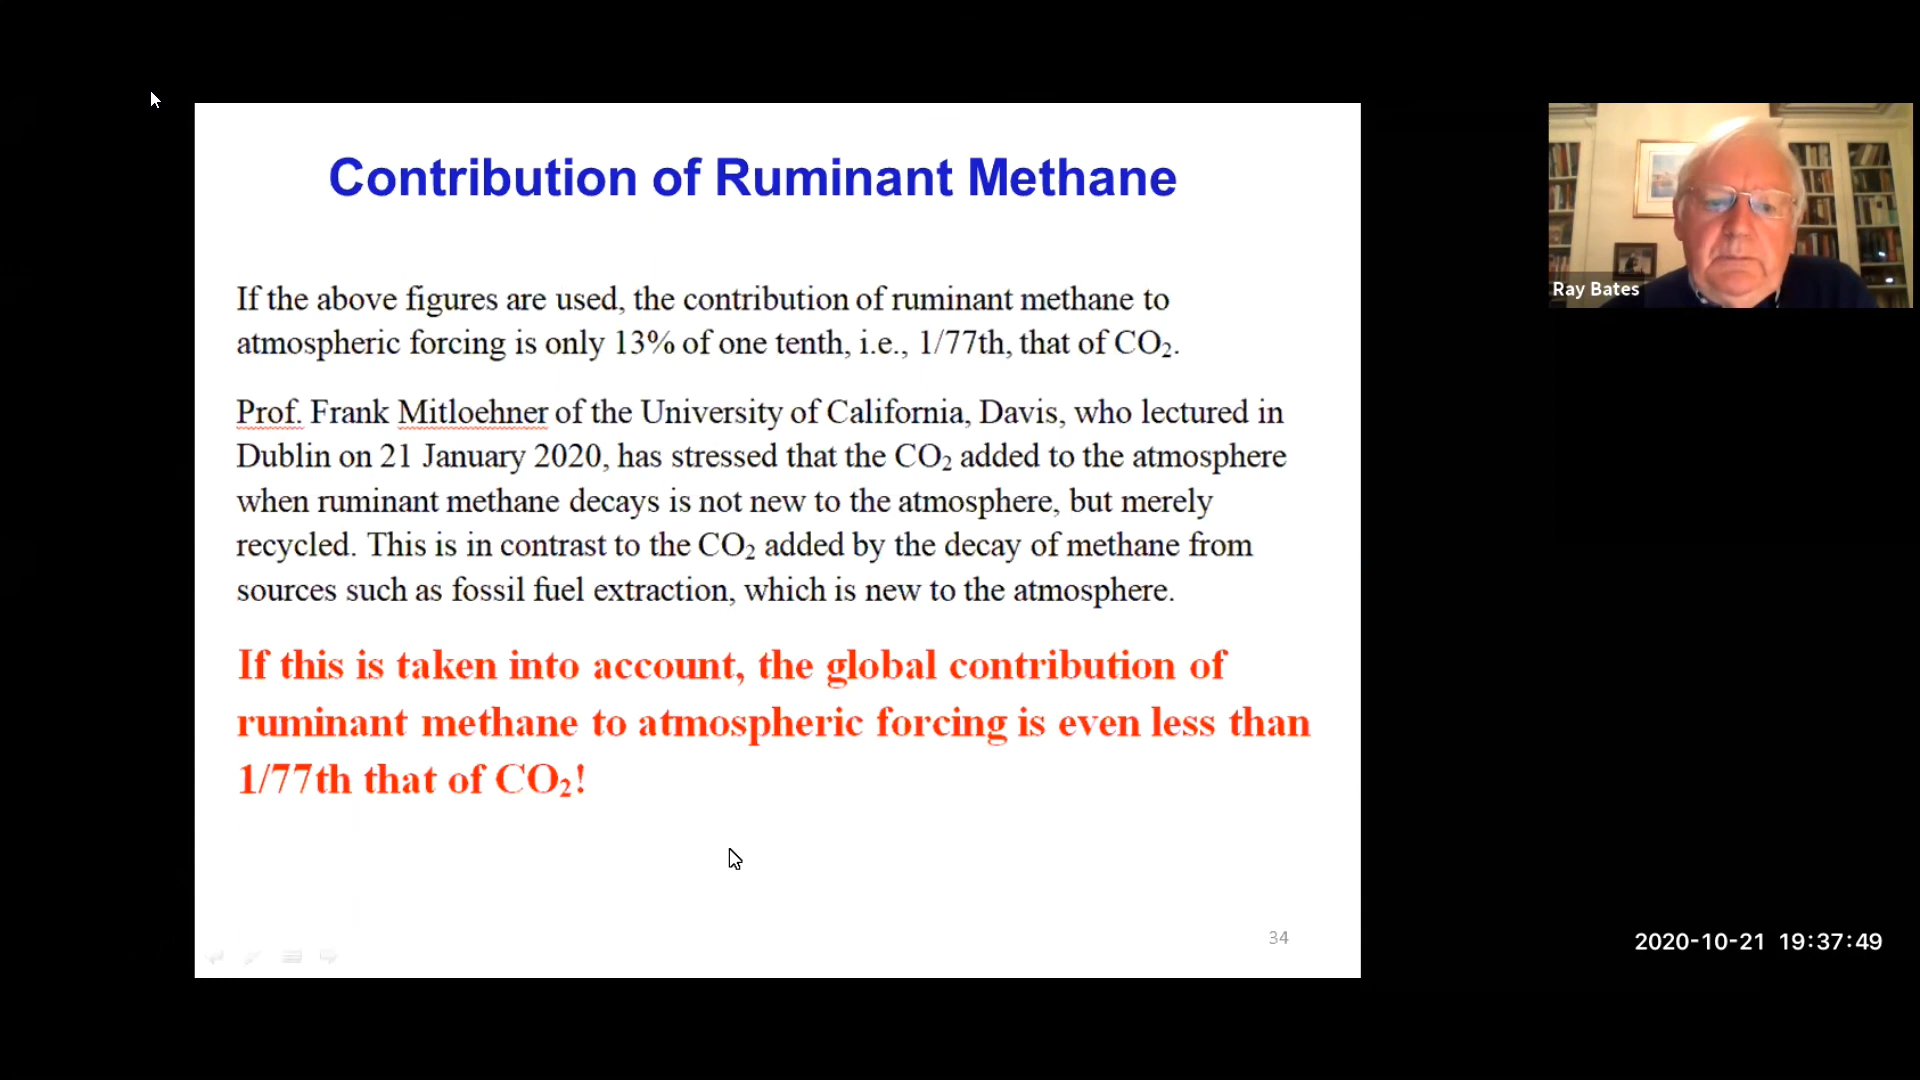 Contribution of Ruminant Methane
If the above figures are used, the contribution of ruminant methane to
atmospheric forcing is only 13% of one tenth, i.e., 1/77th, that of CO₂.
Prof. Frank Mitloehner of the University of California, Davis, who lectured in
Dublin on 21 January 2020, has stressed that the CO₂ added to the atmosphere
when ruminant methane decays is not new to the atmosphere, but merely
recycled. This is in contrast to the CO₂ added by the decay of methane from
sources such as fossil fuel extraction, which is new to the atmosphere.
If this is taken into account, the global contribution of
ruminant methane to atmospheric forcing is even less than
1/77th that of CO₂!
34
Ray Bates
2020-10-21 19:37:49